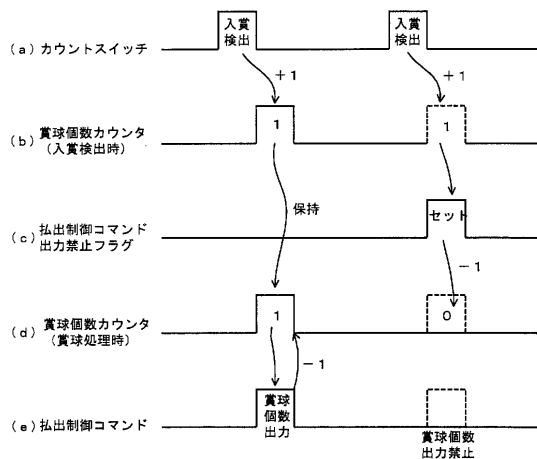 入賞
検出
入賞
検出
(a) カウントスイッチ
+1
+1
(b) 賞球個数カウンタ
(入賞検出時)
1
1
保持
(c) 払出制御コマンド
出力禁止フラグ
セット
-1
(d) 賞球個数カウンタ
(賞球処理時)
1
0
-1
(e) 払出制御コマンド
賞球
個数
出力
賞球個数
出力禁止